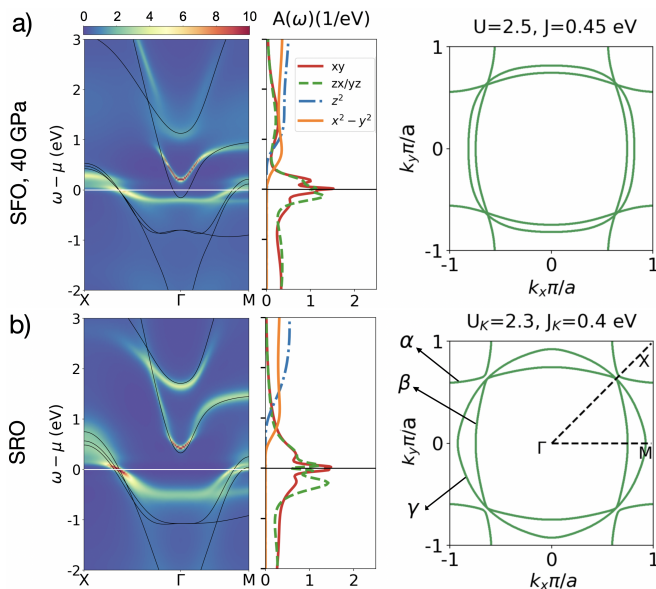 a)
SFO, 40 GPa
0 2 4 6 8 10
ω − μ (eV)
3
2
1
0
−1
2
X Γ M
A(ω)(1/eV)
xy
zx/yz
z²
x² − y²
0 1 2
U=2.5, J=0.45 eV
k_yπ/a
1
0
-1
-1 0 1
k_xπ/a
b)
SRO
ω − μ (eV)
3
2
1
0
−1
2
X Γ M
0 1 2
U_K=2.3, J_K=0.4 eV
k_yπ/a
1
0
-1
α
β
γ
X
Γ
M
-1 0 1
k_xπ/a